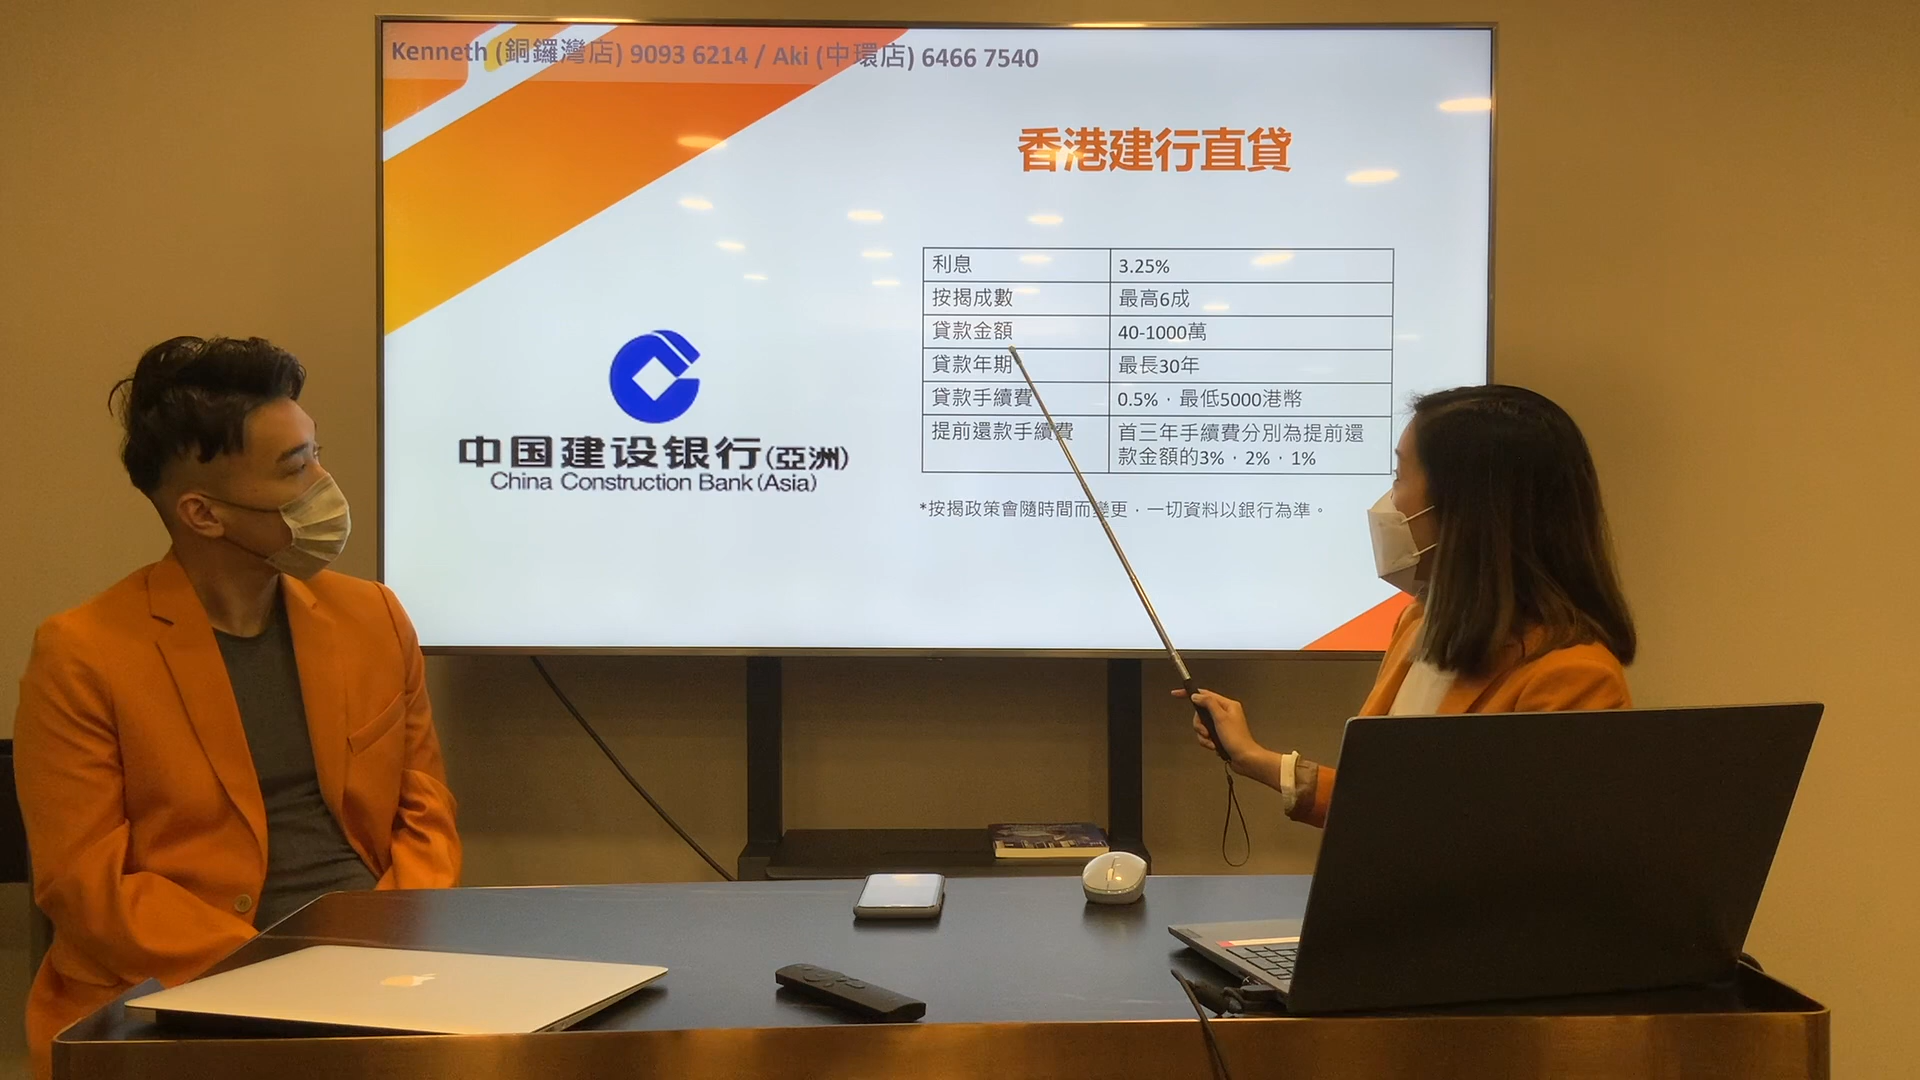 Kenneth (銅鑼灣店) 9093 6214 / Aki (中環店) 6466 7540
香港建行直貸
利息 3.25%
按揭成數 最高6成
貸款金額 40-1000萬
貸款年期 最長30年
貸款手續費 0.5%，最低5000港幣
提前還款手續費 首三年手續費分別為提前還
款金額的3%，2%，1%
*按揭政策會隨時間而變更，一切資料以銀行為準。
中国建设银行(亞洲)
China Construction Bank (Asia)